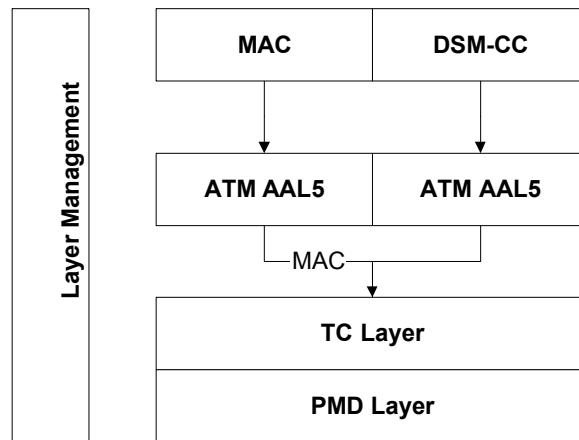 Layer Management
MAC
DSM-CC
ATM AAL5
ATM AAL5
MAC
TC Layer
PMD Layer